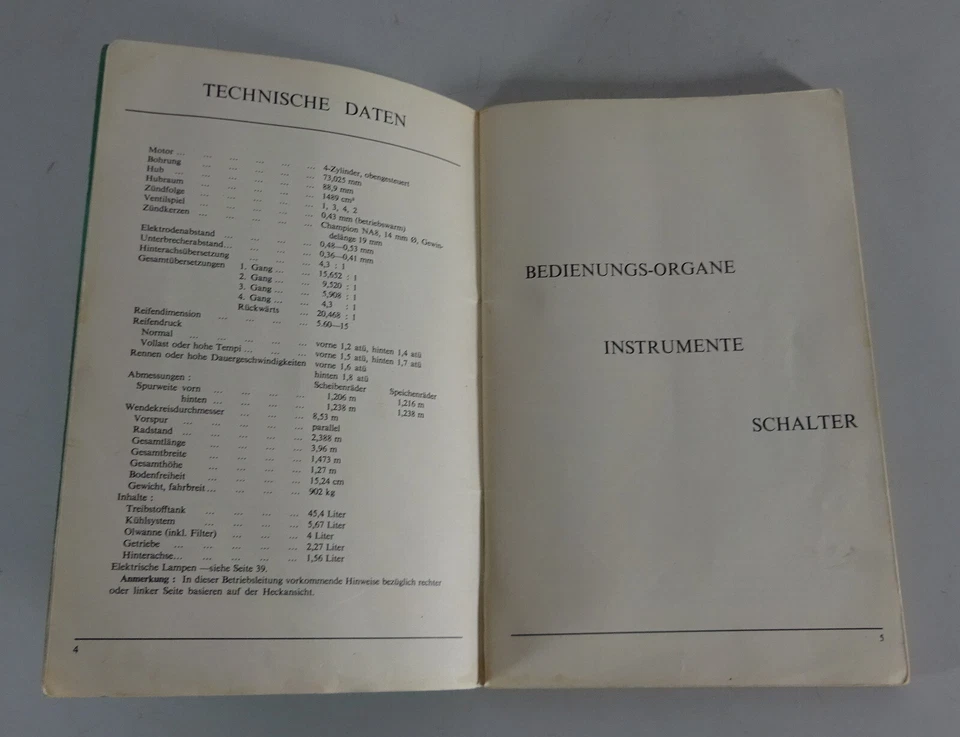 TECHNISCHE DATEN
Motor ... ... ... ... ... ... 4-Zylinder, obengesteuert
Bohrung ... ... ... ... ... 73,025 mm
Hub ... ... ... ... ... ... 88,9 mm
Hubraum ... ... ... ... ... 1489 cm³
Zündfolge ... ... ... ... ... 1, 3, 4, 2
Ventilspiel ... ... ... ... ... 0,43 mm (betriebswarm)
Zündkerzen ... ... ... ... ... Champion NA8, 14 mm Ø, Gewin-
delänge 19 mm
Elektrodenabstand ... ... ... ... 0,48—0,53 mm
Unterbrecherabstand... ... ... ... 0,36—0,41 mm
Hinterachsübersetzung ... ... ... 4,3 : 1
Gesamtübersetzungen 1. Gang ... ... 15,652 : 1
2. Gang ... ... 9,520 : 1
3. Gang ... ... 5,908 : 1
4. Gang ... ... 4,3 : 1
Rückwärts ... 20,468 : 1
Reifendimension ... ... ... ... 5.60—15
Reifendruck
Normal ... ... ... ... ... vorne 1,2 atü, hinten 1,4 atü
Vollast oder hohe Tempi ... ... ... vorne 1,5 atü, hinten 1,7 atü
Rennen oder hohe Dauergeschwindigkeiten vorne 1,6 atü
hinten 1,8 atü
Abmessungen : Scheibenräder Speichenräder
Spurweite vorn ... ... ... ... 1,206 m 1,216 m
hinten ... ... ... ... 1,238 m 1,238 m
Wendekreisdurchmesser ... ... ... 8,53 m
Vorspur ... ... ... ... ... parallel
Radstand ... ... ... ... ... 2,388 m
Gesamtlänge ... ... ... ... 3,96 m
Gesamtbreite ... ... ... ... 1,473 m
Gesamthöhe ... ... ... ... 1,27 m
Bodenfreiheit ... ... ... ... 15,24 cm
Gewicht, fahrbreit... ... ... ... 902 kg
Inhalte :
Treibstofftank ... ... ... ... 45,4 Liter
Kühlsystem ... ... ... ... 5,67 Liter
Ölwanne (inkl. Filter) ... ... ... 4 Liter
Getriebe ... ... ... ... ... 2,27 Liter
Hinterachse... ... ... ... ... 1,56 Liter
Elektrische Lampen —siehe Seite 39.
Anmerkung : In dieser Betriebsleitung vorkommende Hinweise bezüglich rechter
oder linker Seite basieren auf der Heckansicht.
4
BEDIENUNGS-ORGANE
INSTRUMENTE
SCHALTER
5